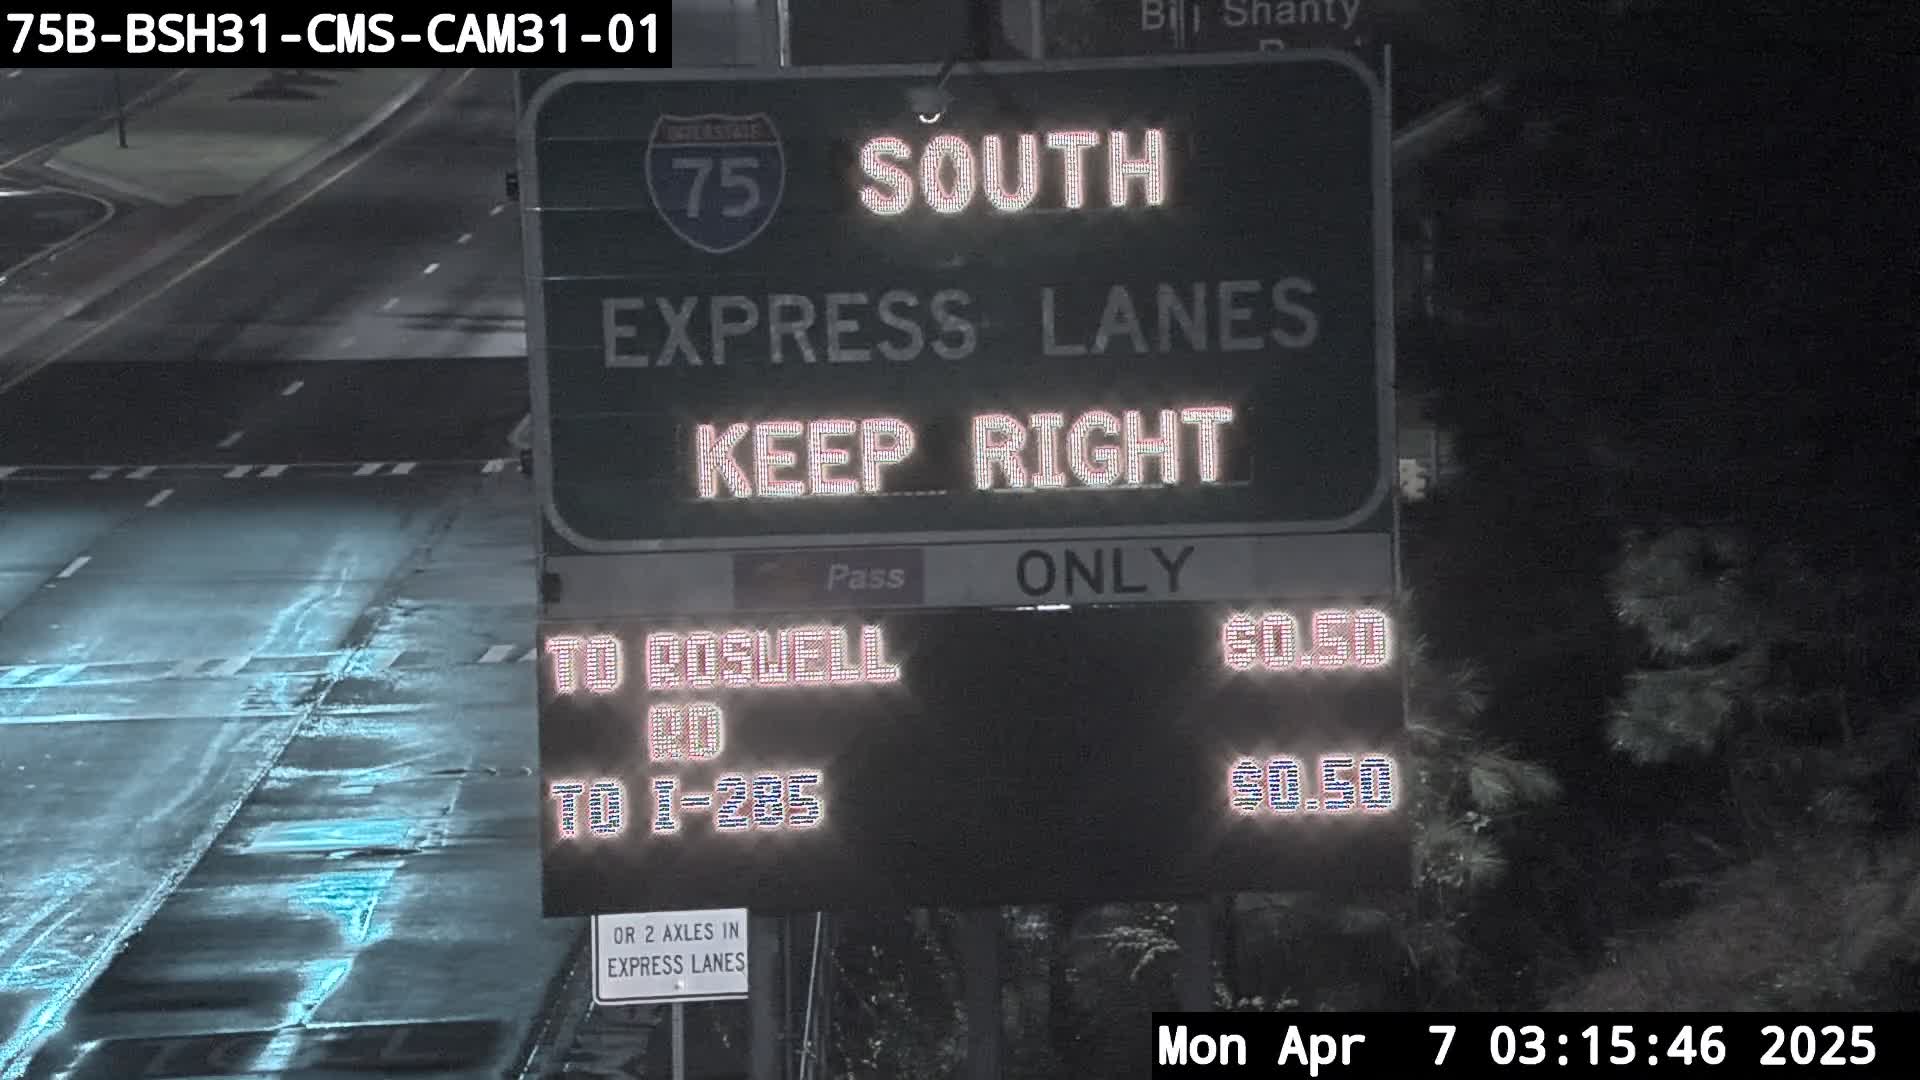 75B-BSH31-CMS-CAM31-01
Bill Shanty
INTERSTATE
75
SOUTH
EXPRESS LANES
KEEP RIGHT
Pass ONLY
TO ROSWELL $0.50
RD
TO I-285 $0.50
OR 2 AXLES IN
EXPRESS LANES
Mon Apr 7 03:15:46 2025